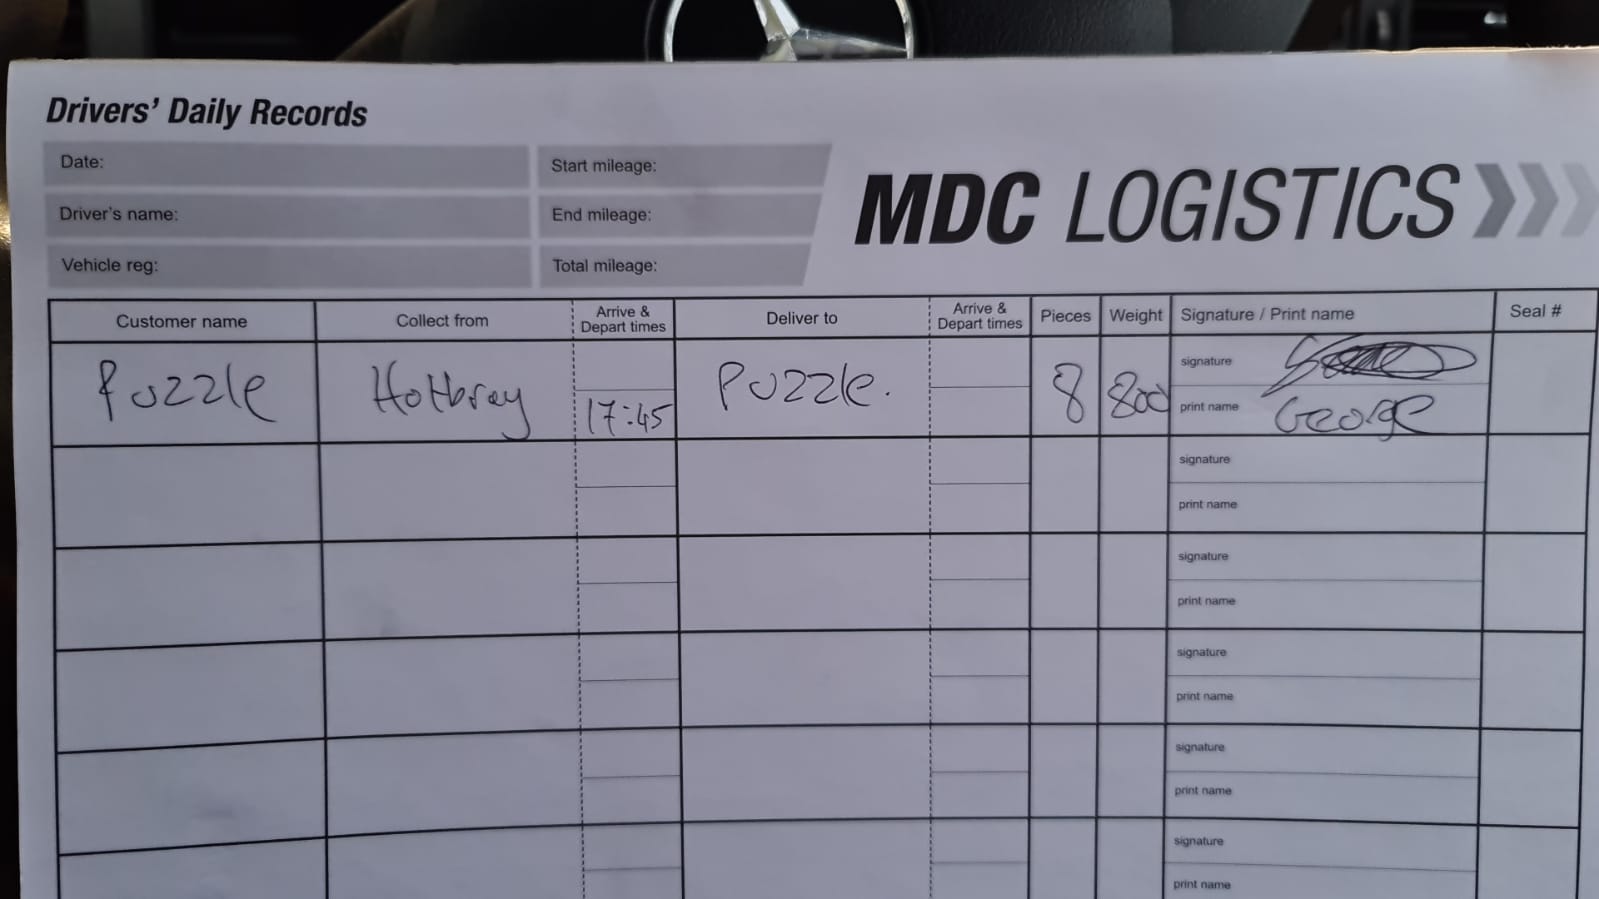 Drivers' Daily Records
Date:
Start mileage:
Driver's name:
End mileage:
Vehicle reg:
Total mileage:
MDC LOGISTICS
Customer name Collect from Arrive & Depart times Deliver to Arrive & Depart times Pieces Weight Signature / Print name Seal #
Puzzle 17:45 Puzzle. 8 800 signature
print name George
signature
print name
signature
print name
signature
print name
signature
print name
signature
print name